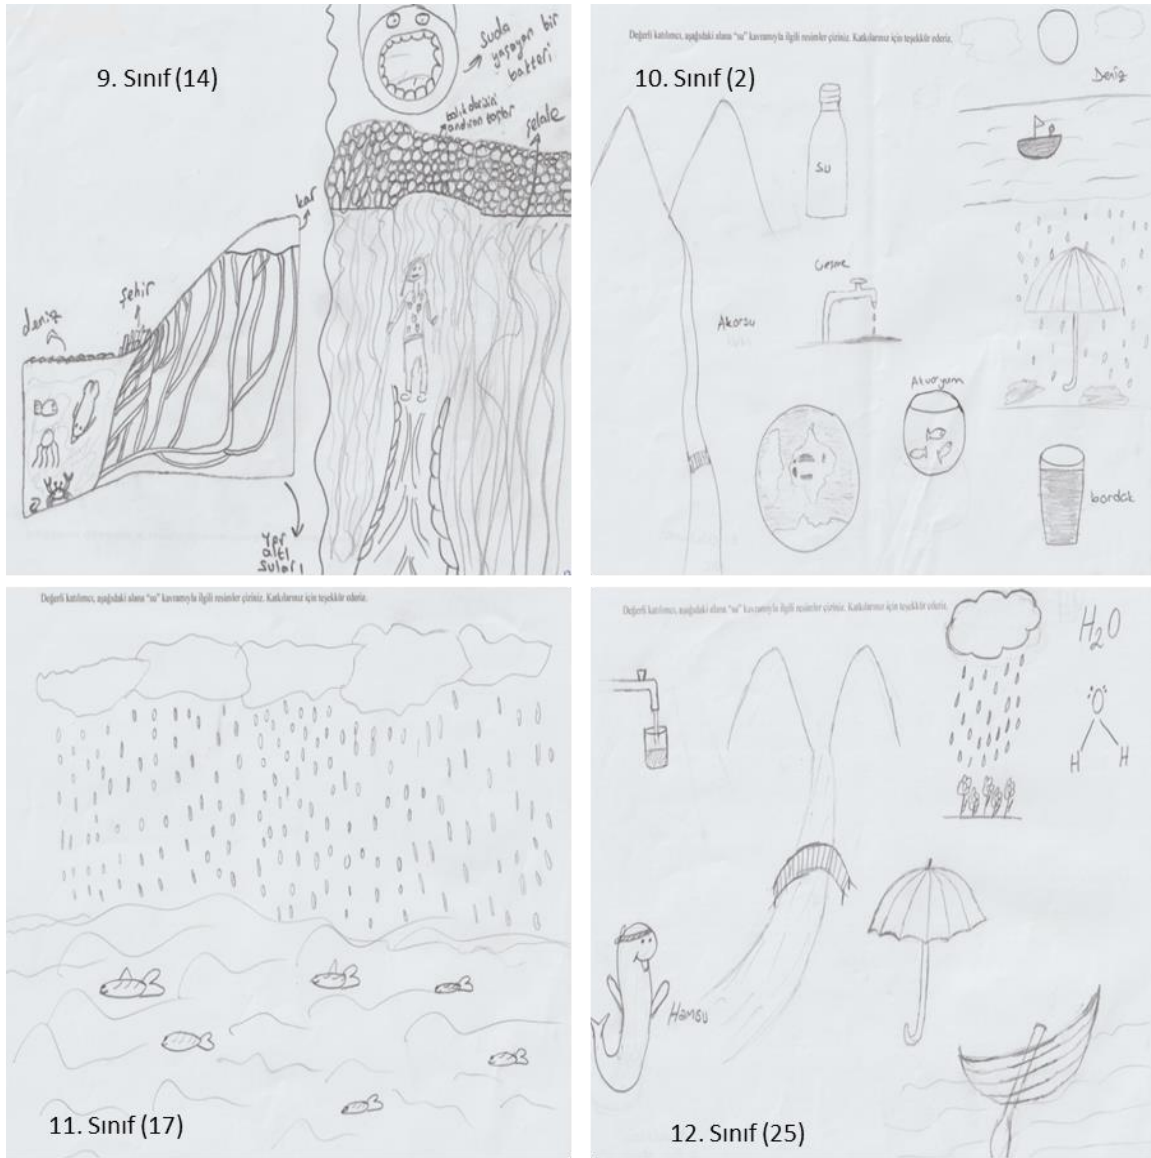 9. Sınıf (14)
suda
yaşayan bir
bakteri
balık derisini
andıran taşlar
şelale
kar
şehir
deniz
yer
altı
suları
Değerli katılımcı, aşağıdaki alana "su" kavramıyla ilgili resimler çiziniz. Katkılarınız için teşekkür ederiz.
10. Sınıf (2)
Deniz
su
Çeşme
Akarsu
Akvaryum
bardak
Değerli katılımcı, aşağıdaki alana "su" kavramıyla ilgili resimler çiziniz. Katkılarınız için teşekkür ederiz.
11. Sınıf (17)
Değerli katılımcı, aşağıdaki alana "su" kavramıyla ilgili resimler çiziniz. Katkılarınız için teşekkür ederiz.
H₂O
O
H H
Hamsu
12. Sınıf (25)